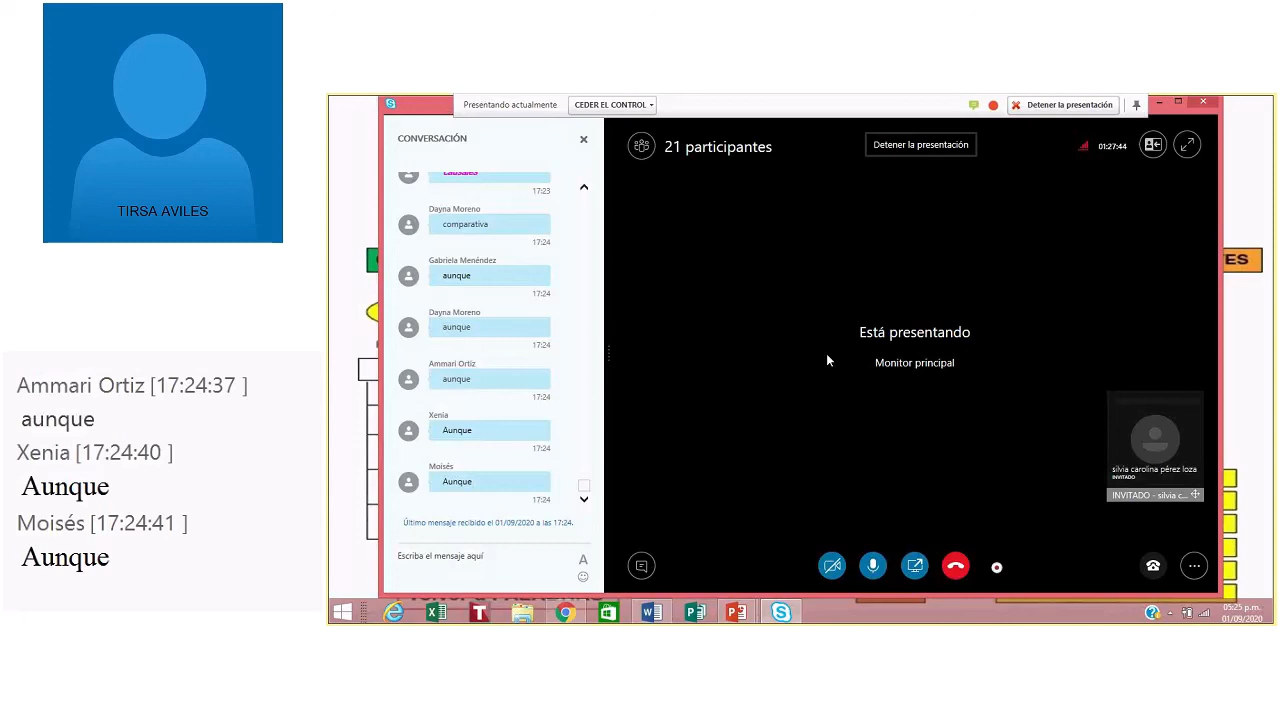 TIRSA AVILES
Ammari Ortiz [17:24:37 ]
aunque
Xenia [17:24:40 ]
Aunque
Moisés [17:24:41 ]
Aunque
Presentando actualmente
CEDER EL CONTROL
Detener la presentación
CONVERSACIÓN
Causales
17:23
Dayna Moreno
comparativa
17:24
Gabriela Menéndez
aunque
17:24
Dayna Moreno
aunque
17:24
Ammari Ortiz
aunque
17:24
Xenia
Aunque
17:24
Moisés
Aunque
17:24
Último mensaje recibido el 01/09/2020 a las 17:24.
Escriba el mensaje aquí
21 participantes
Detener la presentación
01:27:44
Está presentando
Monitor principal
silvia carolina pérez loza
INVITADO
INVITADO - silvia c...
ES
05:25 p.m.
01/09/2020